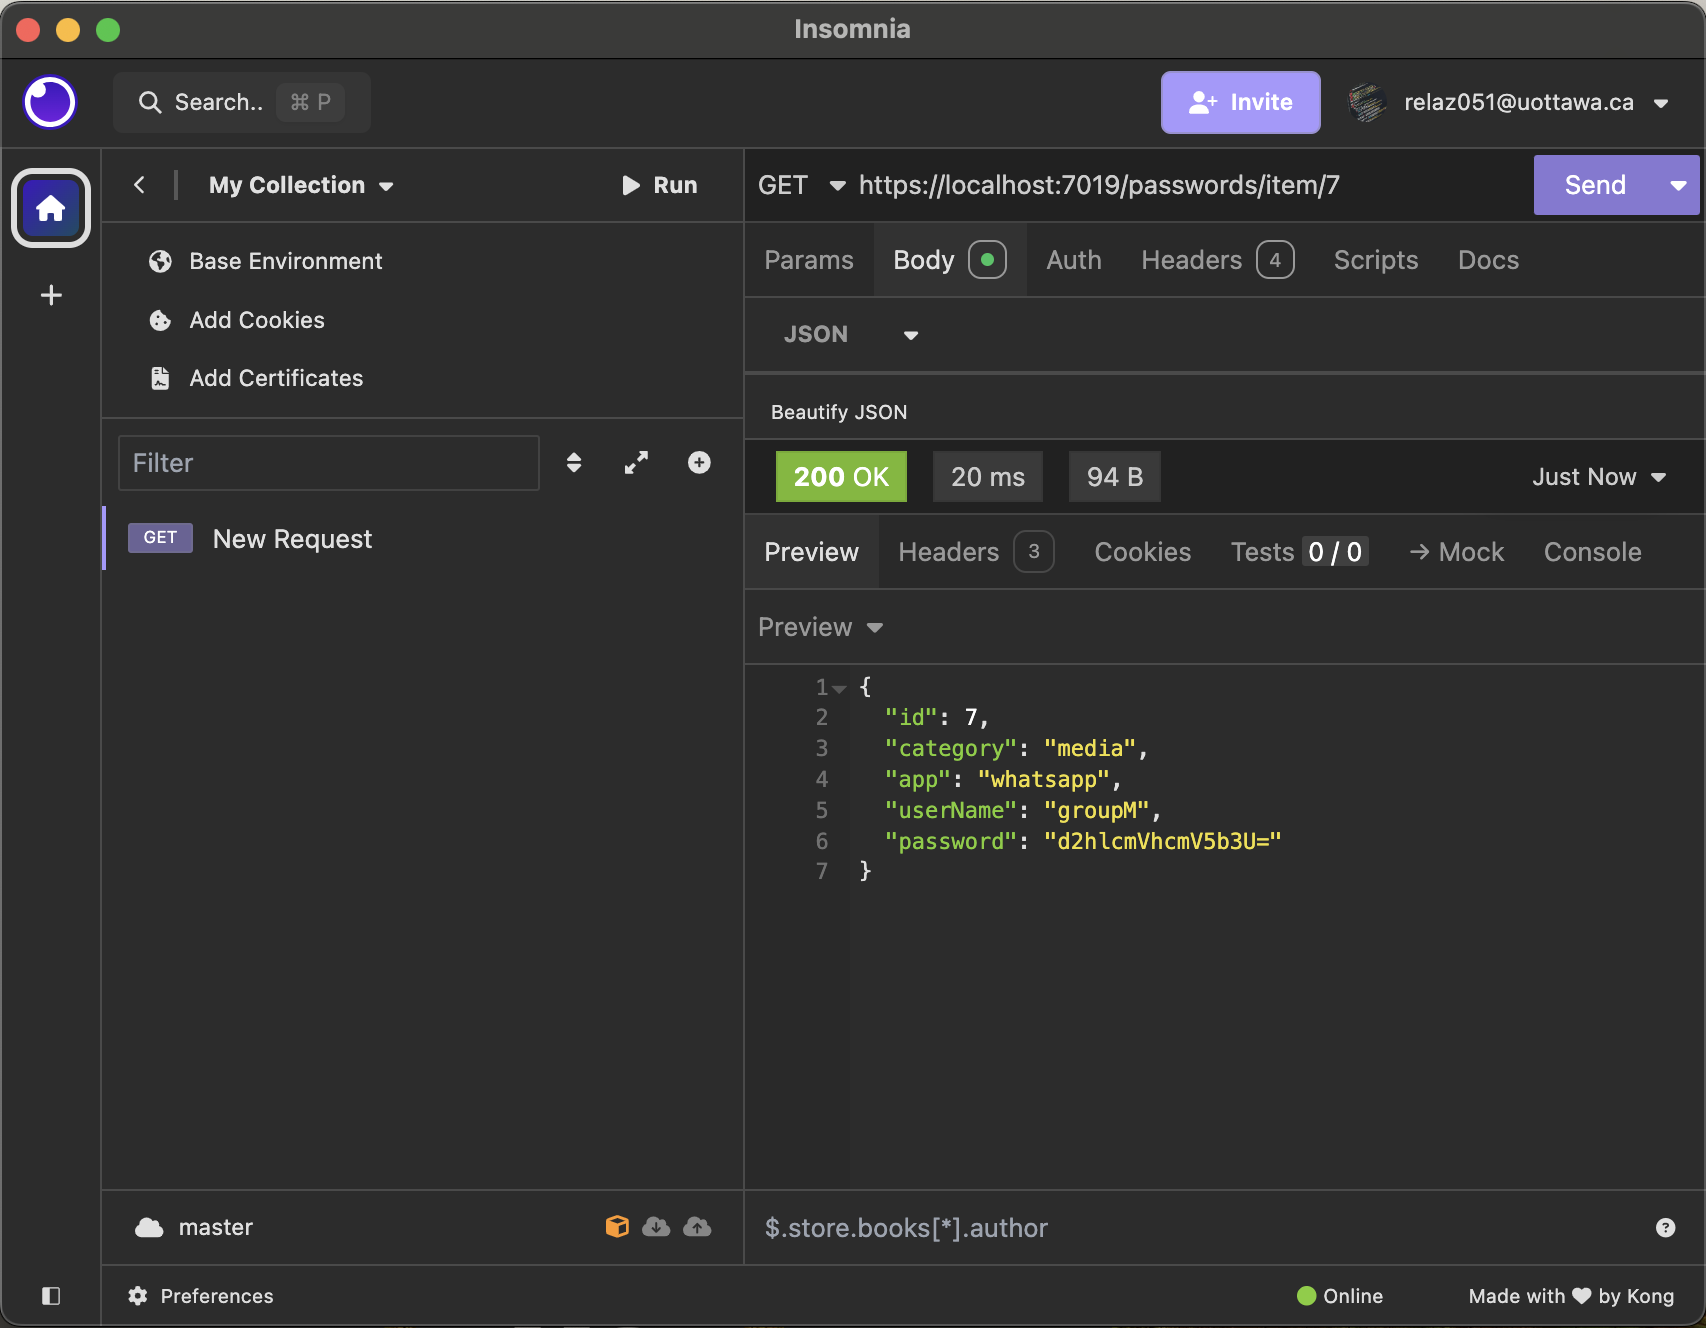 Insomnia
Search.. ⌘ P
Invite
relaz051@uottawa.ca
My Collection
Run
GET https://localhost:7019/passwords/item/7
Send
Base Environment
Add Cookies
Add Certificates
Params Body Auth Headers 4 Scripts Docs
JSON
Beautify JSON
Filter
200 OK 20 ms 94 B Just Now
GET New Request
Preview Headers 3 Cookies Tests 0 / 0 → Mock Console
Preview
1 {
2 "id": 7,
3 "category": "media",
4 "app": "whatsapp",
5 "userName": "groupM",
6 "password": "d2hlcmVhcmV5b3U="
7 }
master
$.store.books[*].author
Preferences
Online
Made with ♥ by Kong